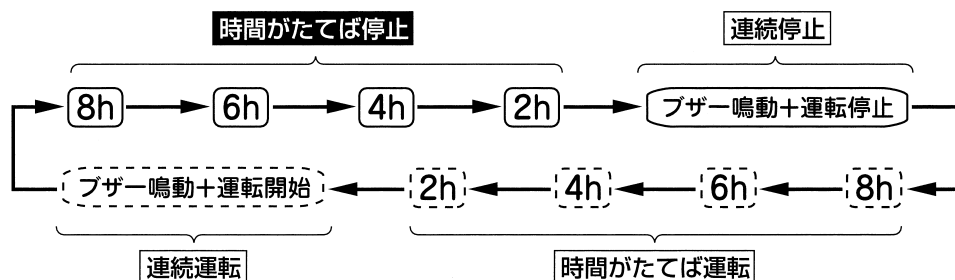 時間がたてば停止
連続停止
8h
6h
4h
2h
ブザー鳴動＋運転停止
ブザー鳴動＋運転開始
2h
4h
6h
8h
連続運転
時間がたてば運転